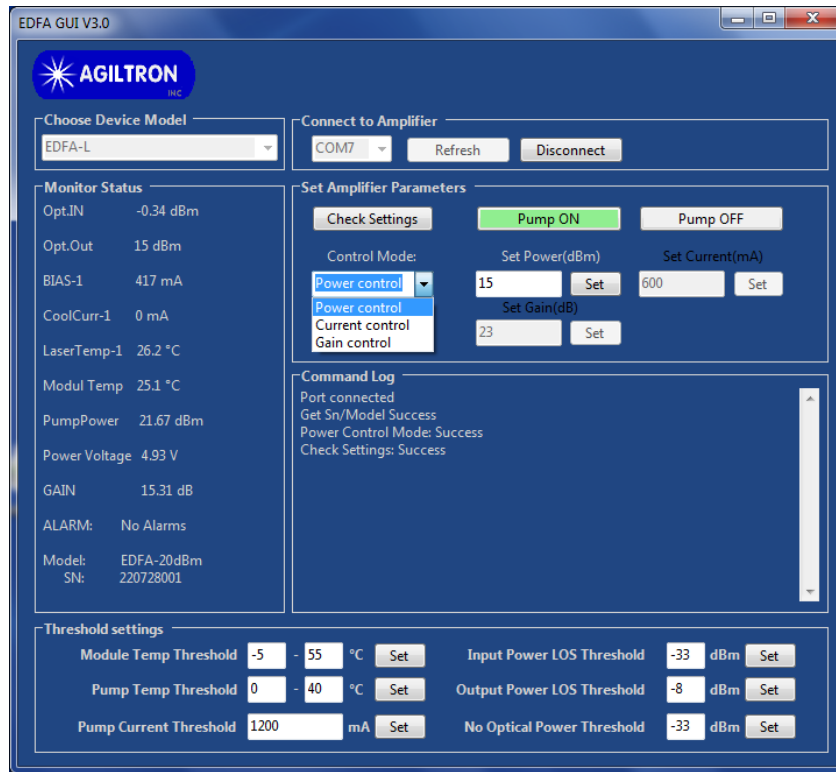 EDFA GUI V3.0
AGILTRON
INC
Choose Device Model
EDFA-L
Connect to Amplifier
COM7 Refresh Disconnect
Monitor Status
Opt.IN -0.34 dBm
Opt.Out 15 dBm
BIAS-1 417 mA
CoolCurr-1 0 mA
LaserTemp-1 26.2 °C
Modul Temp 25.1 °C
PumpPower 21.67 dBm
Power Voltage 4.93 V
GAIN 15.31 dB
ALARM: No Alarms
Model: EDFA-20dBm
SN: 220728001
Set Amplifier Parameters
Check Settings Pump ON Pump OFF
Control Mode: Set Power(dBm) Set Current(mA)
Power control 15 Set 600 Set
Power control Set Gain(dB)
Current control
Gain control 23 Set
Command Log
Port connected
Get Sn/Model Success
Power Control Mode: Success
Check Settings: Success
Threshold settings
Module Temp Threshold -5 - 55 °C Set Input Power LOS Threshold -33 dBm Set
Pump Temp Threshold 0 - 40 °C Set Output Power LOS Threshold -8 dBm Set
Pump Current Threshold 1200 mA Set No Optical Power Threshold -33 dBm Set